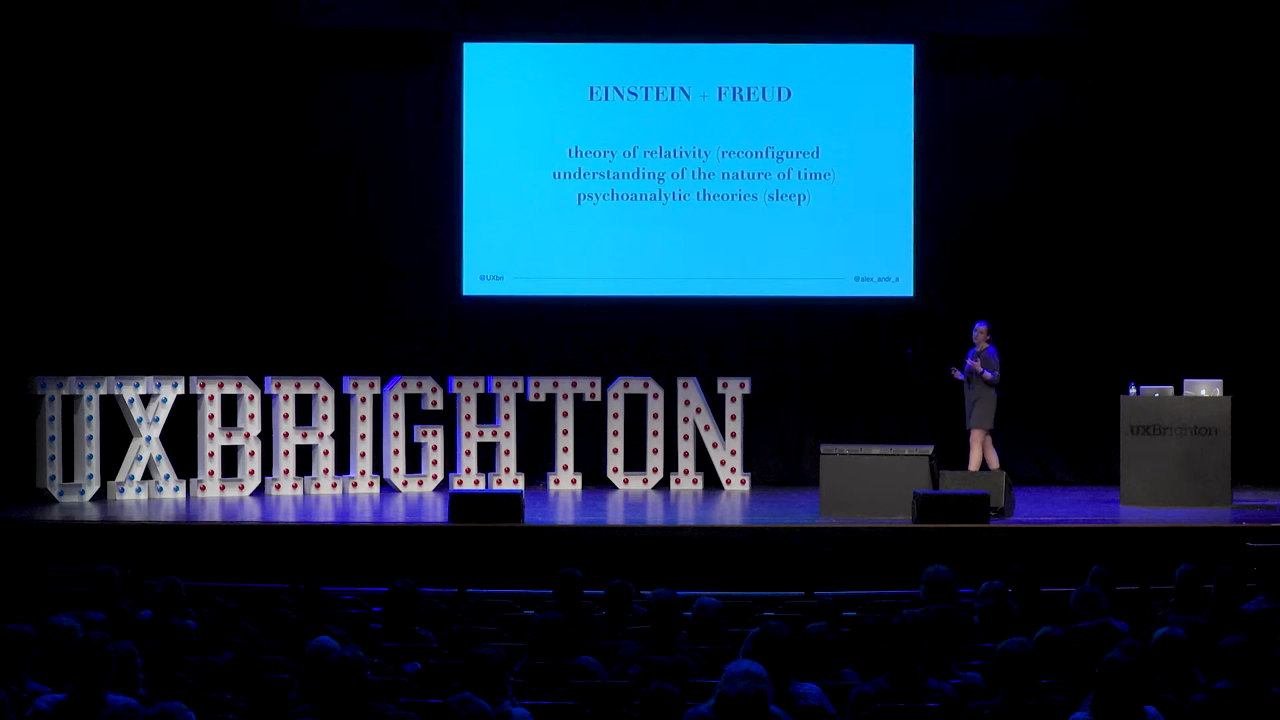 EINSTEIN + FREUD
theory of relativity (reconfigured
understanding of the nature of time)
psychoanalytic theories (sleep)
@UXbri
@alex_andr_a
UXBRIGHTON
uxBrighton